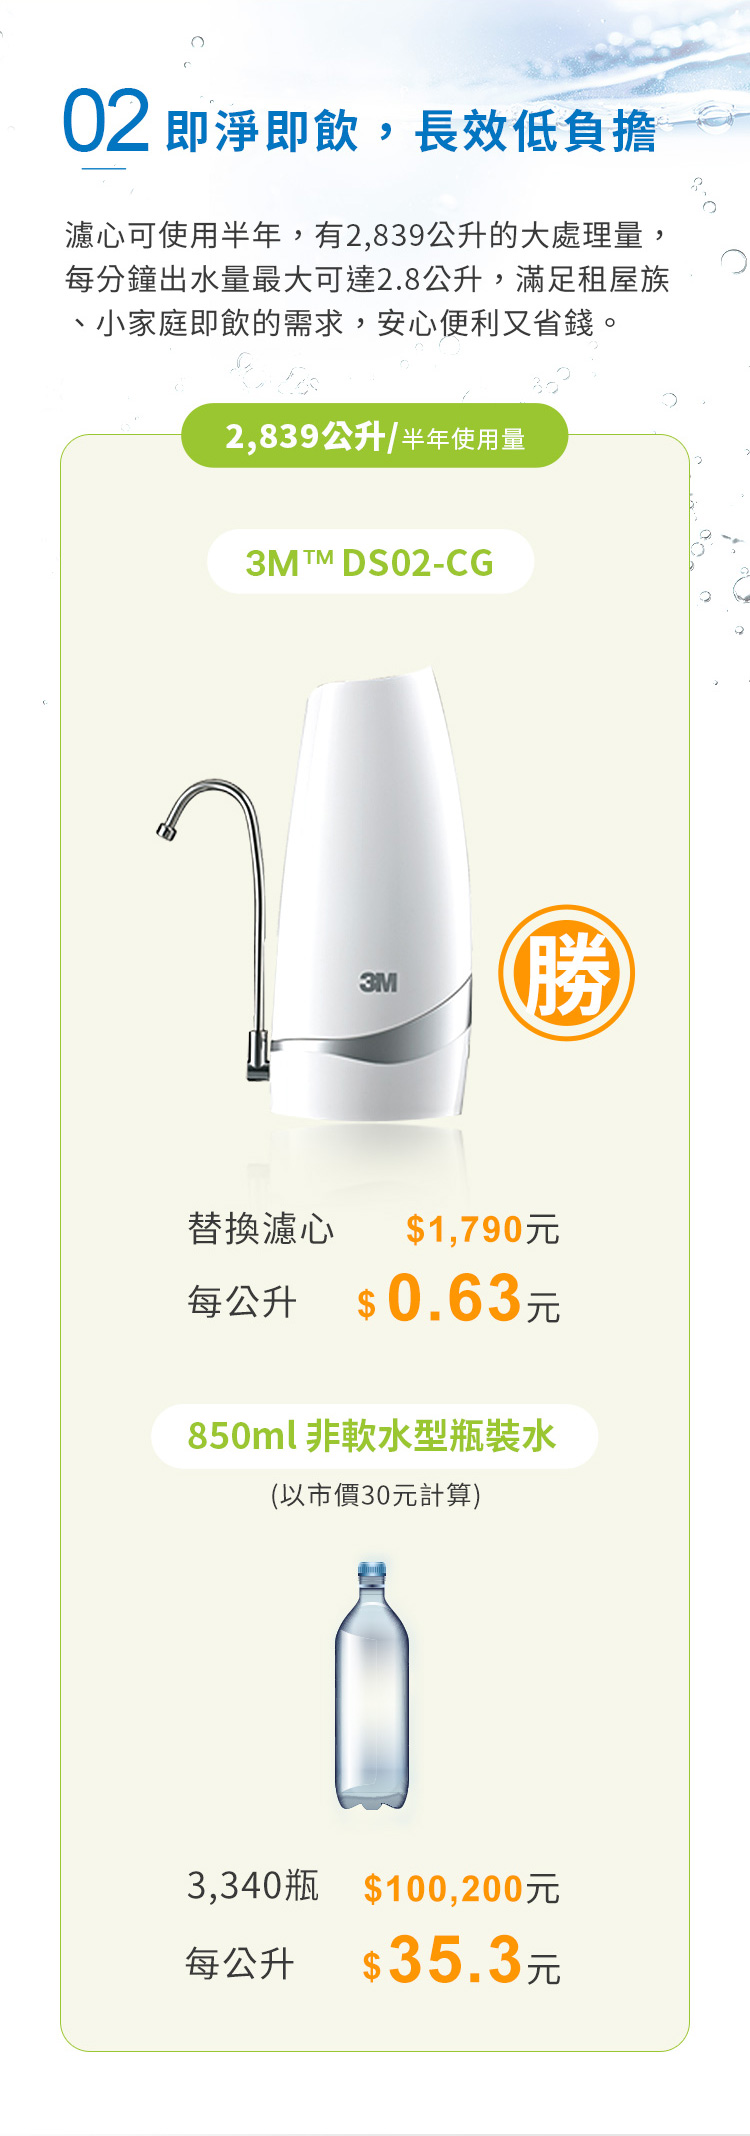 02 即淨即飲，長效低負擔
濾心可使用半年，有2,839公升的大處理量，
每分鐘出水量最大可達2.8公升，滿足租屋族
、小家庭即飲的需求，安心便利又省錢。
2,839公升/半年使用量
3M™ DS02-CG
3M
勝
替換濾心 $1,790元
每公升 $0.63元
850ml 非軟水型瓶裝水
(以市價30元計算)
3,340瓶 $100,200元
每公升 $35.3元